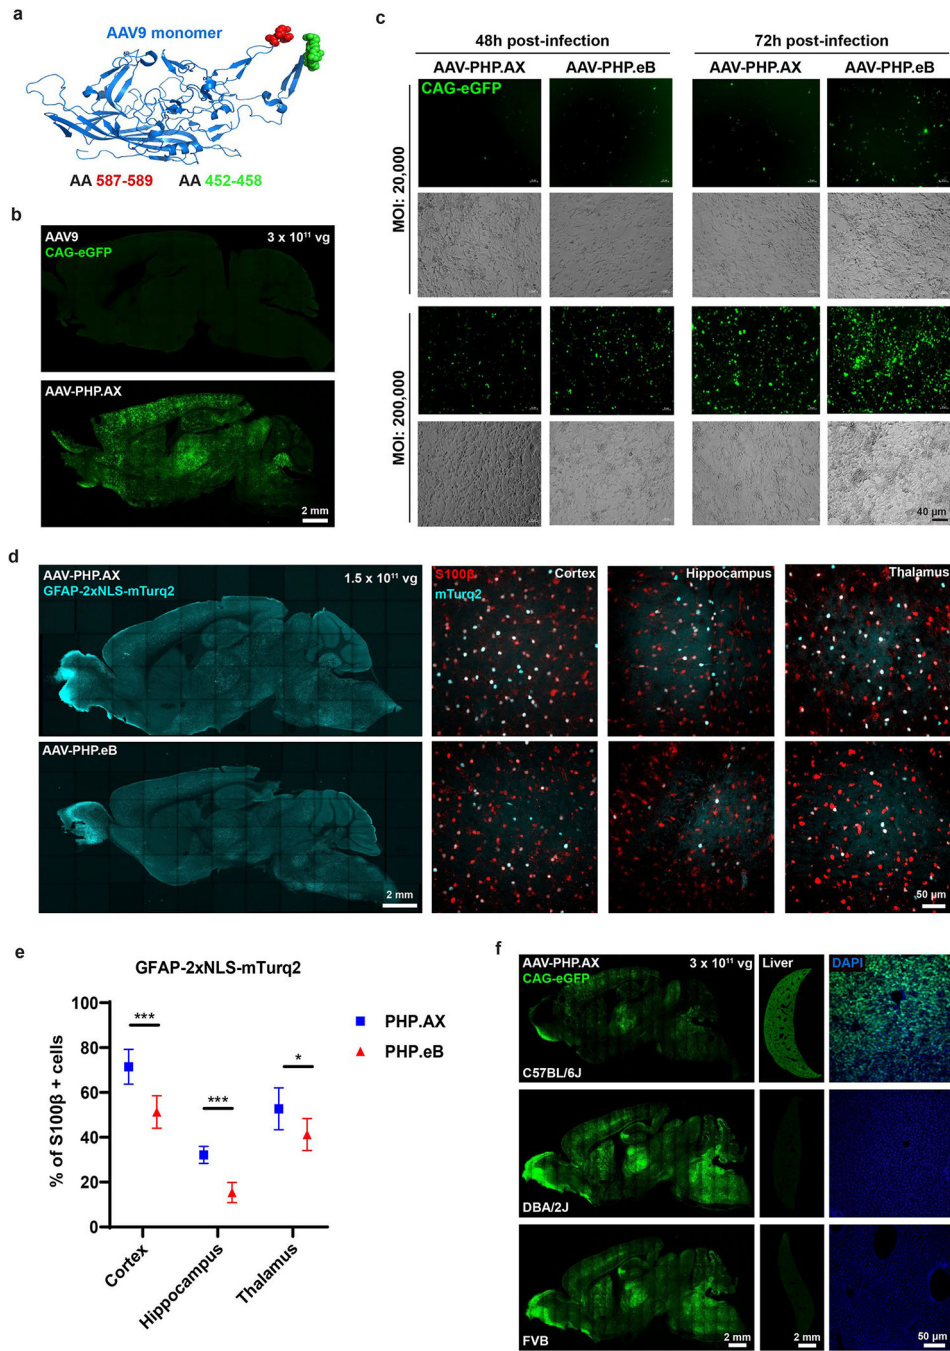 a
AAV9 monomer
AA 587-589 AA 452-458
b
AAV9
CAG-eGFP
3 x 10¹¹ vg
AAV-PHP.AX
2 mm
c
48h post-infection
72h post-infection
AAV-PHP.AX
AAV-PHP.eB
AAV-PHP.AX
AAV-PHP.eB
CAG-eGFP
MOI: 20,000
MOI: 200,000
40 µm
d
AAV-PHP.AX
GFAP-2xNLS-mTurq2
1.5 x 10¹¹ vg
S100β
mTurq2
Cortex
Hippocampus
Thalamus
AAV-PHP.eB
2 mm
50 µm
e
GFAP-2xNLS-mTurq2
% of S100β + cells
100
80
60
40
20
0
***
***
*
PHP.AX
PHP.eB
Cortex
Hippocampus
Thalamus
f
AAV-PHP.AX
CAG-eGFP
3 x 10¹¹ vg
Liver
DAPI
C57BL/6J
DBA/2J
FVB
2 mm
2 mm
50 µm